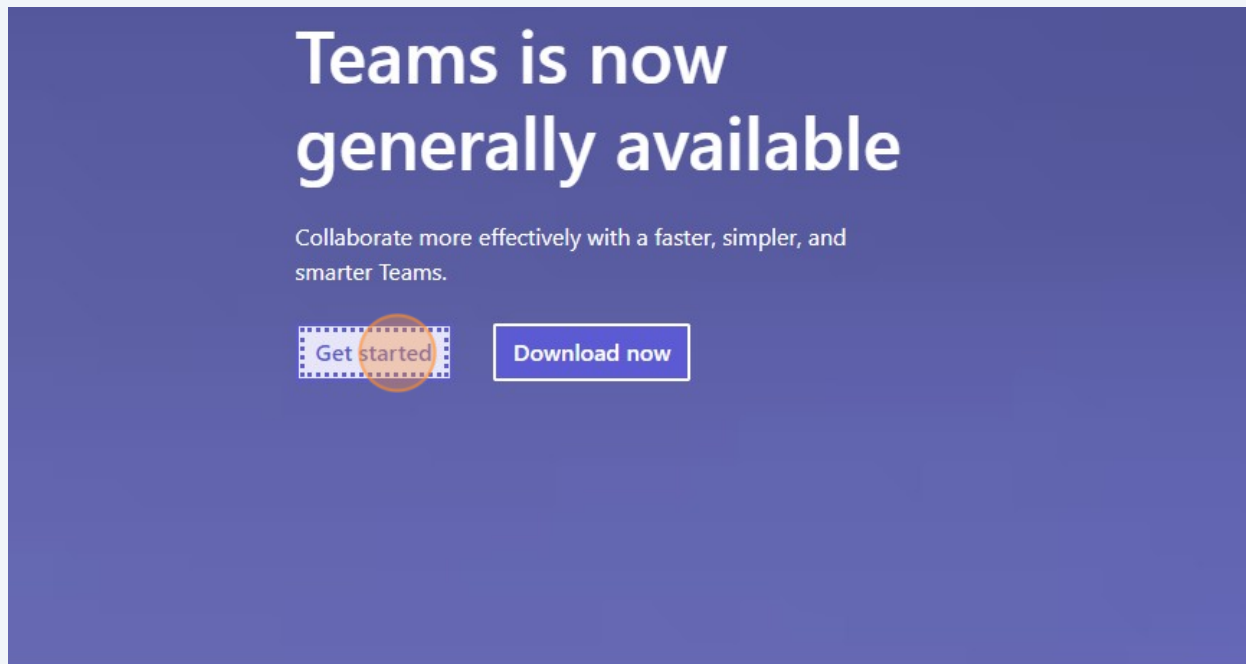 Teams is now
generally available
Collaborate more effectively with a faster, simpler, and
smarter Teams.
Get started
Download now